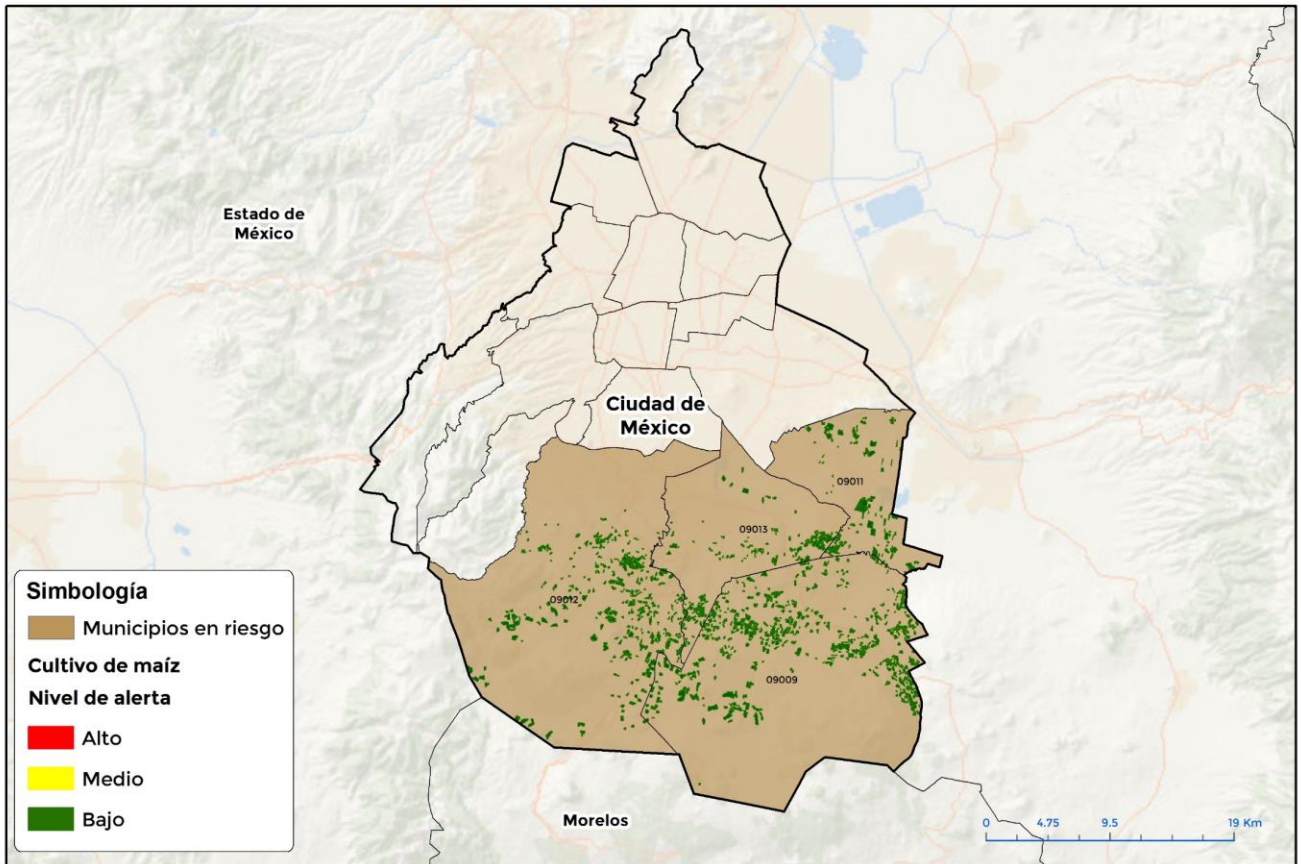 Estado de
México
Ciudad de
México
09011
09013
09012
09009
Simbología
Municipios en riesgo
Cultivo de maíz
Nivel de alerta
Alto
Medio
Bajo
Morelos
0 4.75 9.5 19 Km